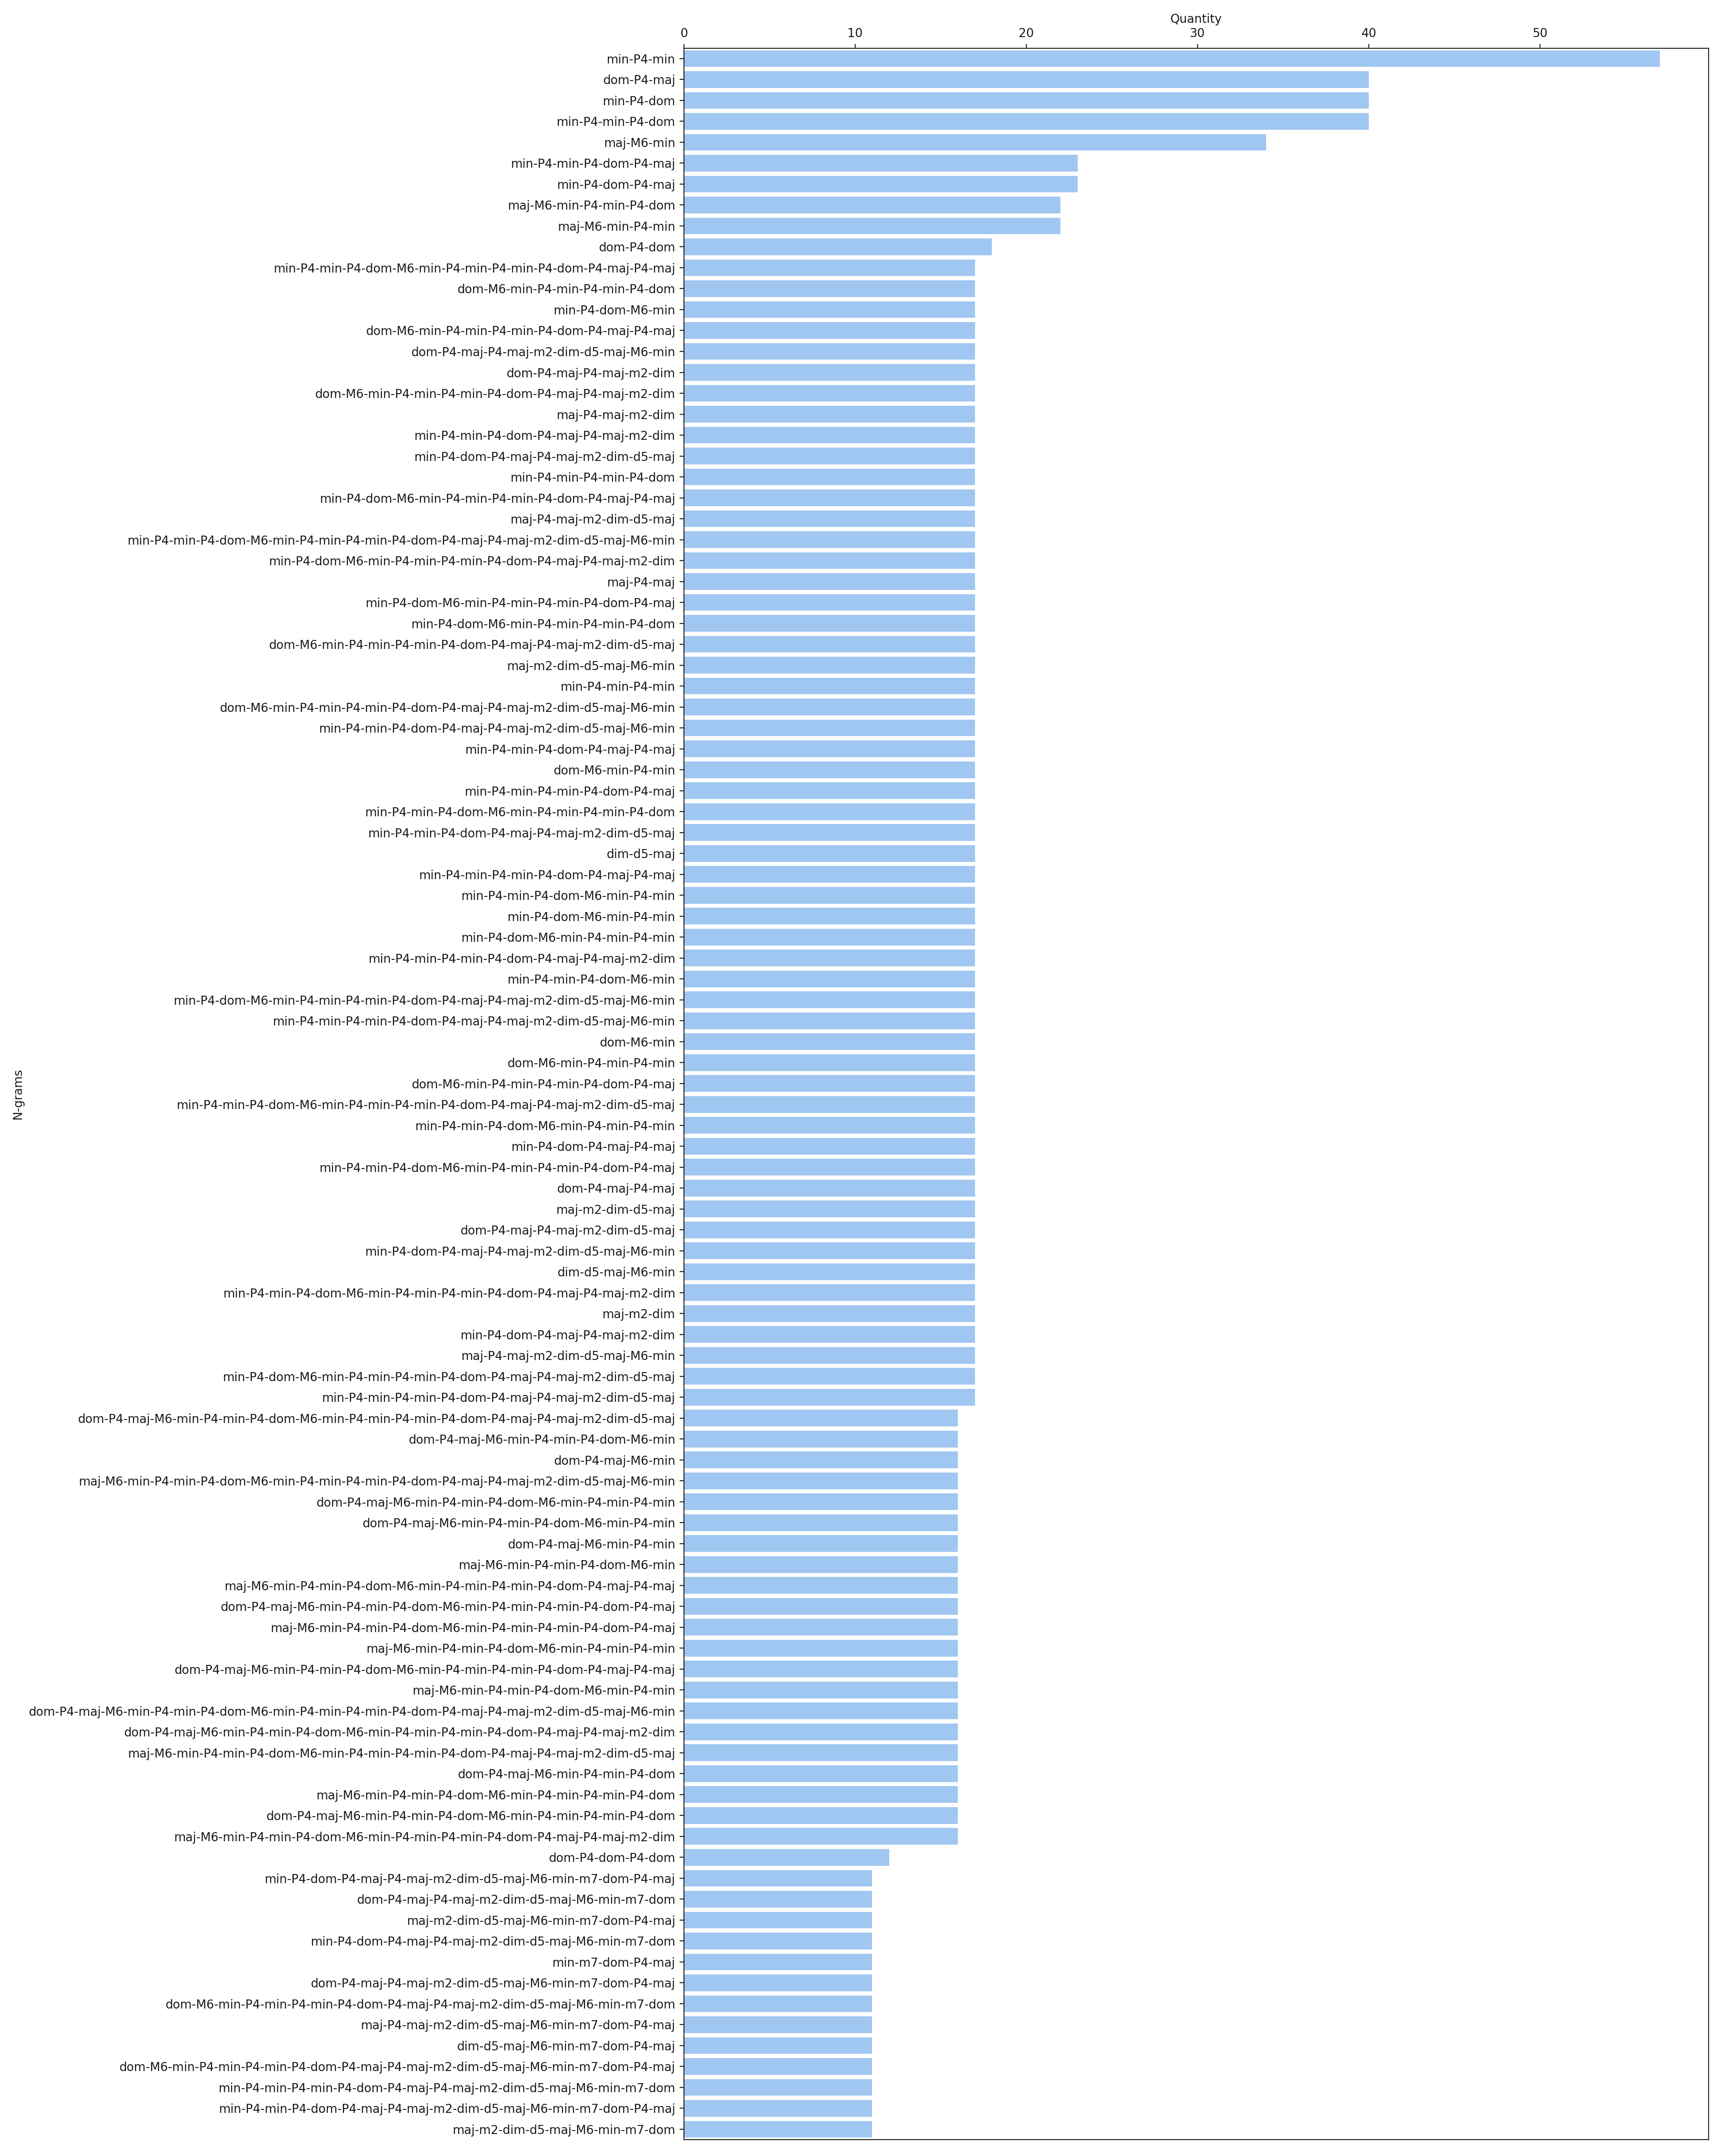 Quantity
0 10 20 30 40 50
min-P4-min
dom-P4-maj
min-P4-dom
min-P4-min-P4-dom
maj-M6-min
min-P4-min-P4-dom-P4-maj
min-P4-dom-P4-maj
maj-M6-min-P4-min-P4-dom
maj-M6-min-P4-min
dom-P4-dom
min-P4-min-P4-dom-M6-min-P4-min-P4-min-P4-dom-P4-maj-P4-maj
dom-M6-min-P4-min-P4-min-P4-dom
min-P4-dom-M6-min
dom-M6-min-P4-min-P4-min-P4-dom-P4-maj-P4-maj
dom-P4-maj-P4-maj-m2-dim-d5-maj-M6-min
dom-P4-maj-P4-maj-m2-dim
dom-M6-min-P4-min-P4-min-P4-dom-P4-maj-P4-maj-m2-dim
maj-P4-maj-m2-dim
min-P4-min-P4-dom-P4-maj-P4-maj-m2-dim
min-P4-dom-P4-maj-P4-maj-m2-dim-d5-maj
min-P4-min-P4-min-P4-dom
min-P4-dom-M6-min-P4-min-P4-min-P4-dom-P4-maj-P4-maj
maj-P4-maj-m2-dim-d5-maj
min-P4-min-P4-dom-M6-min-P4-min-P4-min-P4-dom-P4-maj-P4-maj-m2-dim-d5-maj-M6-min
min-P4-dom-M6-min-P4-min-P4-min-P4-dom-P4-maj-P4-maj-m2-dim
maj-P4-maj
min-P4-dom-M6-min-P4-min-P4-min-P4-dom-P4-maj
min-P4-dom-M6-min-P4-min-P4-min-P4-dom
dom-M6-min-P4-min-P4-min-P4-dom-P4-maj-P4-maj-m2-dim-d5-maj
maj-m2-dim-d5-maj-M6-min
min-P4-min-P4-min
dom-M6-min-P4-min-P4-min-P4-dom-P4-maj-P4-maj-m2-dim-d5-maj-M6-min
min-P4-min-P4-dom-P4-maj-P4-maj-m2-dim-d5-maj-M6-min
min-P4-min-P4-dom-P4-maj-P4-maj
dom-M6-min-P4-min
min-P4-min-P4-min-P4-dom-P4-maj
min-P4-min-P4-dom-M6-min-P4-min-P4-min-P4-dom
min-P4-min-P4-dom-P4-maj-P4-maj-m2-dim-d5-maj
dim-d5-maj
min-P4-min-P4-min-P4-dom-P4-maj-P4-maj
min-P4-min-P4-dom-M6-min-P4-min
min-P4-dom-M6-min-P4-min
min-P4-dom-M6-min-P4-min-P4-min
min-P4-min-P4-min-P4-dom-P4-maj-P4-maj-m2-dim
min-P4-min-P4-dom-M6-min
min-P4-dom-M6-min-P4-min-P4-min-P4-dom-P4-maj-P4-maj-m2-dim-d5-maj-M6-min
min-P4-min-P4-min-P4-dom-P4-maj-P4-maj-m2-dim-d5-maj-M6-min
dom-M6-min
dom-M6-min-P4-min-P4-min
dom-M6-min-P4-min-P4-min-P4-dom-P4-maj
min-P4-min-P4-dom-M6-min-P4-min-P4-min-P4-dom-P4-maj-P4-maj-m2-dim-d5-maj
min-P4-min-P4-dom-M6-min-P4-min-P4-min
min-P4-dom-P4-maj-P4-maj
min-P4-min-P4-dom-M6-min-P4-min-P4-min-P4-dom-P4-maj
dom-P4-maj-P4-maj
maj-m2-dim-d5-maj
dom-P4-maj-P4-maj-m2-dim-d5-maj
min-P4-dom-P4-maj-P4-maj-m2-dim-d5-maj-M6-min
dim-d5-maj-M6-min
min-P4-min-P4-dom-M6-min-P4-min-P4-min-P4-dom-P4-maj-P4-maj-m2-dim
maj-m2-dim
min-P4-dom-P4-maj-P4-maj-m2-dim
maj-P4-maj-m2-dim-d5-maj-M6-min
min-P4-dom-M6-min-P4-min-P4-min-P4-dom-P4-maj-P4-maj-m2-dim-d5-maj
min-P4-min-P4-min-P4-dom-P4-maj-P4-maj-m2-dim-d5-maj
dom-P4-maj-M6-min-P4-min-P4-dom-M6-min-P4-min-P4-min-P4-dom-P4-maj-P4-maj-m2-dim-d5-maj
dom-P4-maj-M6-min-P4-min-P4-dom-M6-min
dom-P4-maj-M6-min
maj-M6-min-P4-min-P4-dom-M6-min-P4-min-P4-min-P4-dom-P4-maj-P4-maj-m2-dim-d5-maj-M6-min
dom-P4-maj-M6-min-P4-min-P4-dom-M6-min-P4-min-P4-min
dom-P4-maj-M6-min-P4-min-P4-dom-M6-min-P4-min
dom-P4-maj-M6-min-P4-min
maj-M6-min-P4-min-P4-dom-M6-min
maj-M6-min-P4-min-P4-dom-M6-min-P4-min-P4-min-P4-dom-P4-maj-P4-maj
dom-P4-maj-M6-min-P4-min-P4-dom-M6-min-P4-min-P4-min-P4-dom-P4-maj
maj-M6-min-P4-min-P4-dom-M6-min-P4-min-P4-min-P4-dom-P4-maj
maj-M6-min-P4-min-P4-dom-M6-min-P4-min-P4-min
dom-P4-maj-M6-min-P4-min-P4-dom-M6-min-P4-min-P4-min-P4-dom-P4-maj-P4-maj
maj-M6-min-P4-min-P4-dom-M6-min-P4-min
dom-P4-maj-M6-min-P4-min-P4-dom-M6-min-P4-min-P4-min-P4-dom-P4-maj-P4-maj-m2-dim-d5-maj-M6-min
dom-P4-maj-M6-min-P4-min-P4-dom-M6-min-P4-min-P4-min-P4-dom-P4-maj-P4-maj-m2-dim
maj-M6-min-P4-min-P4-dom-M6-min-P4-min-P4-min-P4-dom-P4-maj-P4-maj-m2-dim-d5-maj
dom-P4-maj-M6-min-P4-min-P4-dom
maj-M6-min-P4-min-P4-dom-M6-min-P4-min-P4-min-P4-dom
dom-P4-maj-M6-min-P4-min-P4-dom-M6-min-P4-min-P4-min-P4-dom
maj-M6-min-P4-min-P4-dom-M6-min-P4-min-P4-min-P4-dom-P4-maj-P4-maj-m2-dim
dom-P4-dom-P4-dom
min-P4-dom-P4-maj-P4-maj-m2-dim-d5-maj-M6-min-m7-dom-P4-maj
dom-P4-maj-P4-maj-m2-dim-d5-maj-M6-min-m7-dom
maj-m2-dim-d5-maj-M6-min-m7-dom-P4-maj
min-P4-dom-P4-maj-P4-maj-m2-dim-d5-maj-M6-min-m7-dom
min-m7-dom-P4-maj
dom-P4-maj-P4-maj-m2-dim-d5-maj-M6-min-m7-dom-P4-maj
dom-M6-min-P4-min-P4-min-P4-dom-P4-maj-P4-maj-m2-dim-d5-maj-M6-min-m7-dom
maj-P4-maj-m2-dim-d5-maj-M6-min-m7-dom-P4-maj
dim-d5-maj-M6-min-m7-dom-P4-maj
dom-M6-min-P4-min-P4-min-P4-dom-P4-maj-P4-maj-m2-dim-d5-maj-M6-min-m7-dom-P4-maj
min-P4-min-P4-min-P4-dom-P4-maj-P4-maj-m2-dim-d5-maj-M6-min-m7-dom
min-P4-min-P4-dom-P4-maj-P4-maj-m2-dim-d5-maj-M6-min-m7-dom-P4-maj
maj-m2-dim-d5-maj-M6-min-m7-dom
N-grams